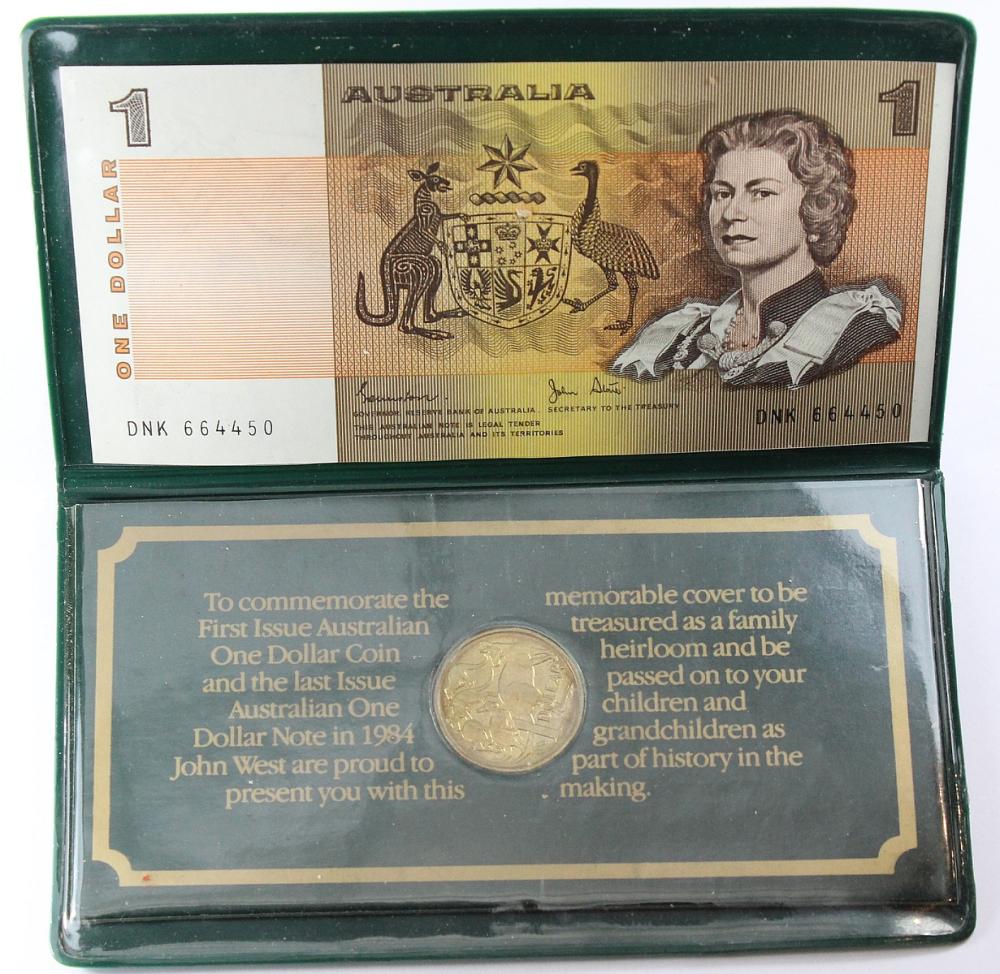 1
AUSTRALIA
1
ONE DOLLAR
GOVERNOR RESERVE BANK OF AUSTRALIA. SECRETARY TO THE TREASURY
THIS AUSTRALIAN NOTE IS LEGAL TENDER
THROUGHOUT AUSTRALIA AND ITS TERRITORIES
DNK 664450
DNK 664450
To commemorate the
First Issue Australian
One Dollar Coin
and the last Issue
Australian One
Dollar Note in 1984
John West are proud to
present you with this
memorable cover to be
treasured as a family
heirloom and be
passed on to your
children and
grandchildren as
part of history in the
making.
1 DOLLAR